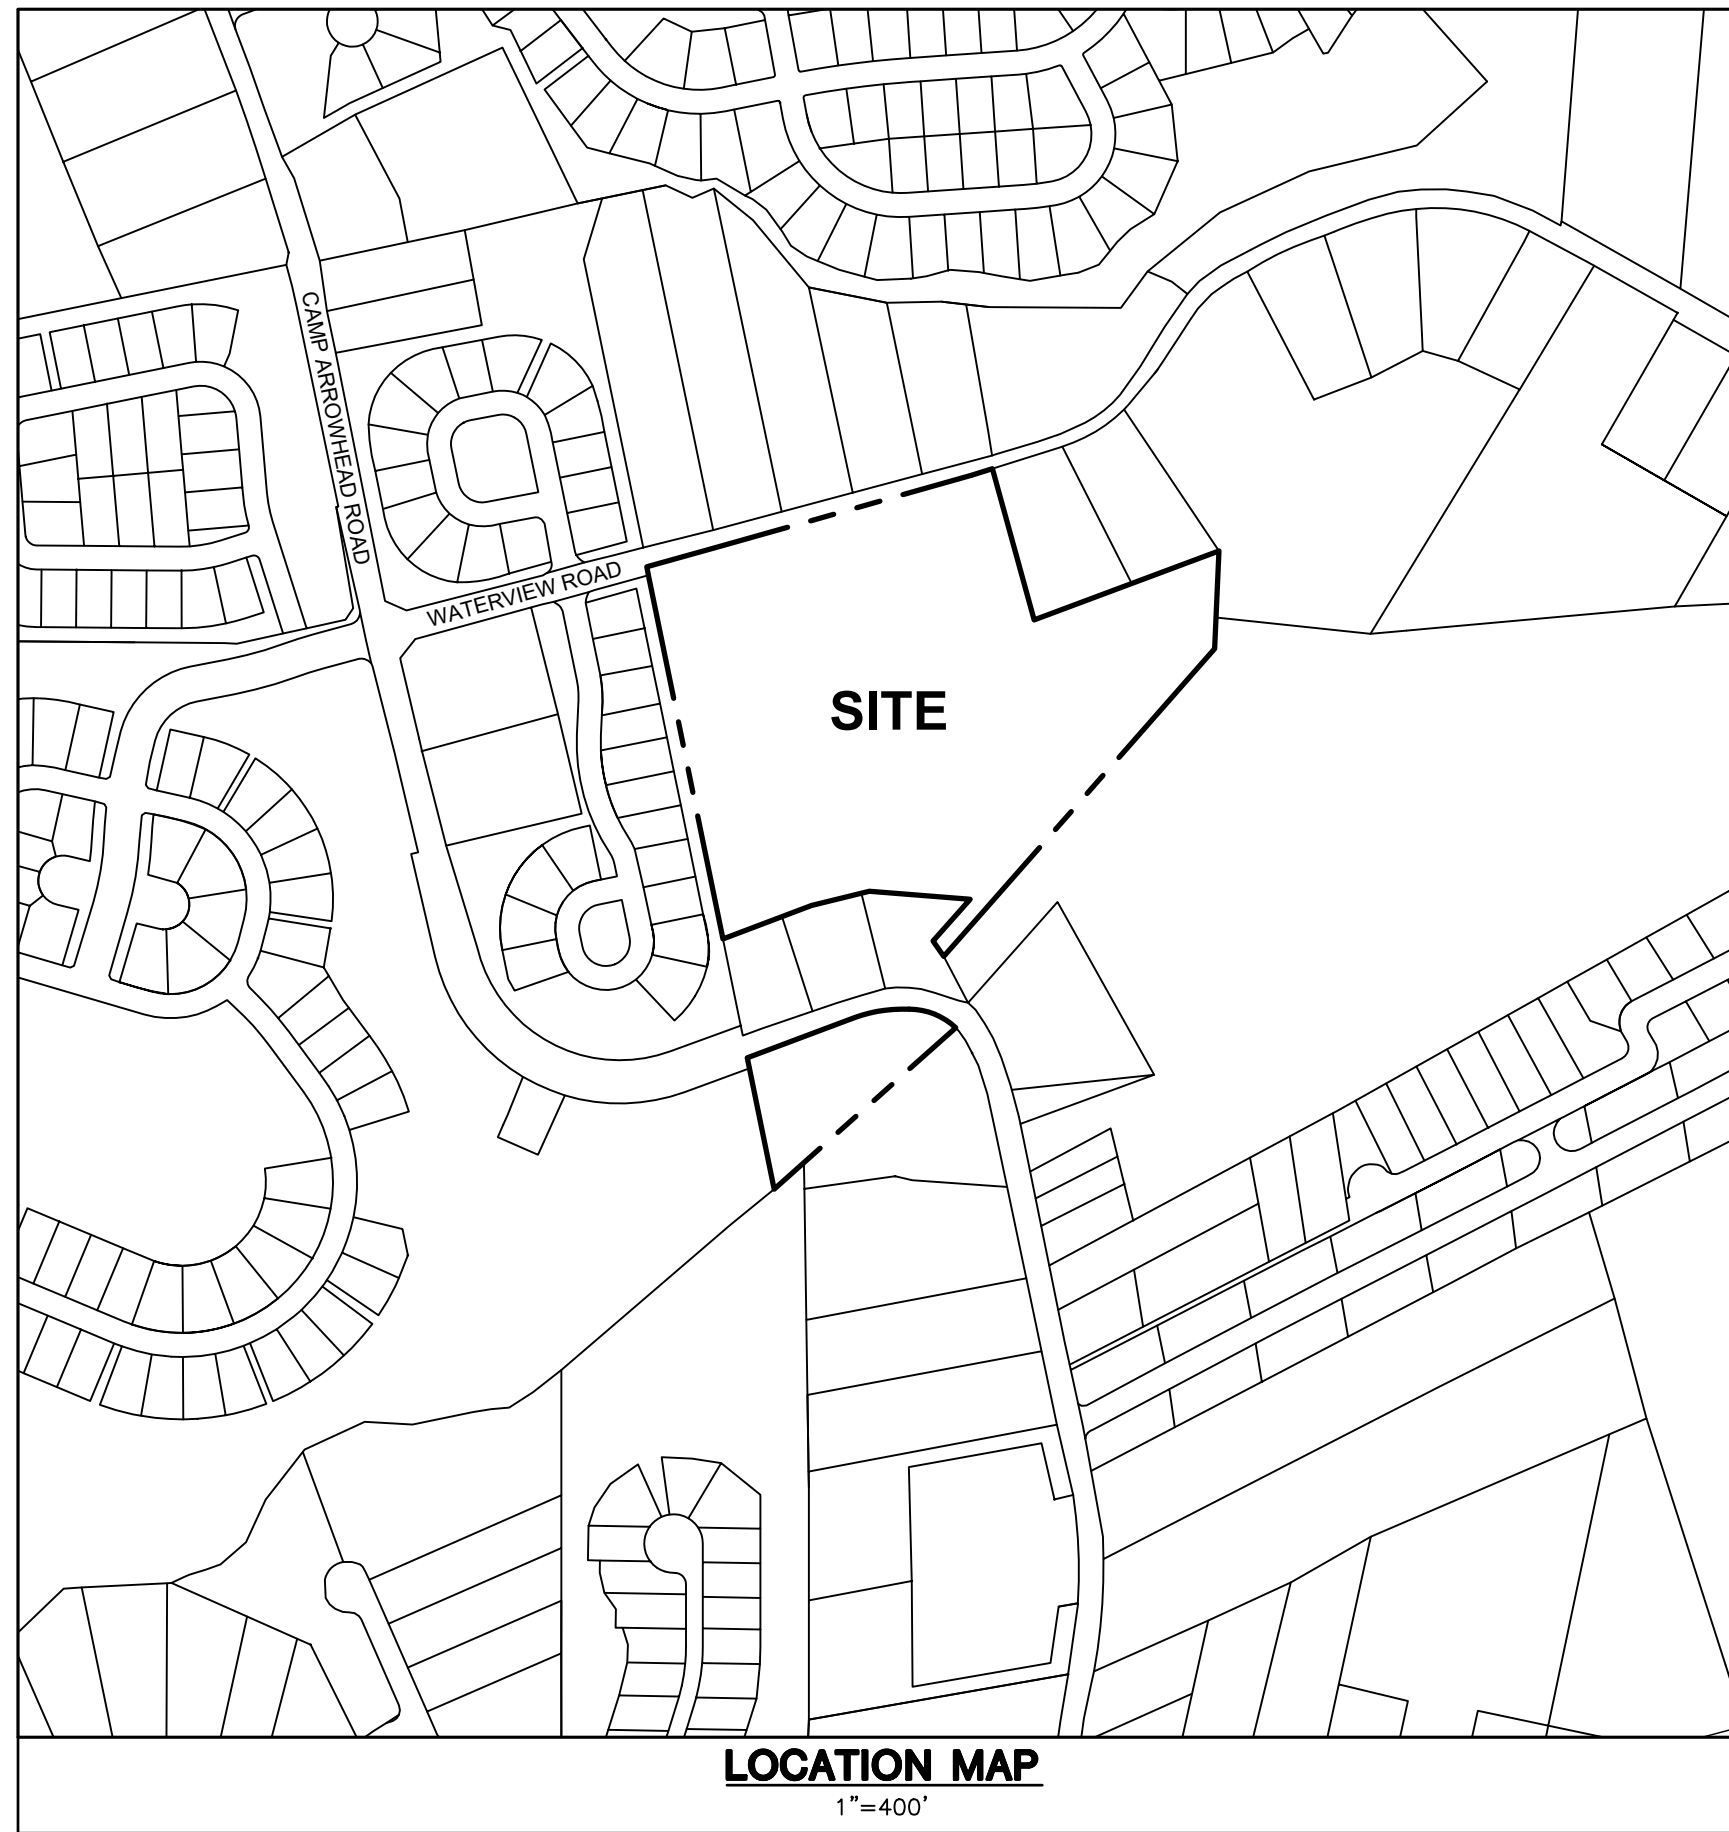 CAMP ARROWHEAD ROAD
WATERVIEW ROAD
SITE
LOCATION MAP
1"=400'